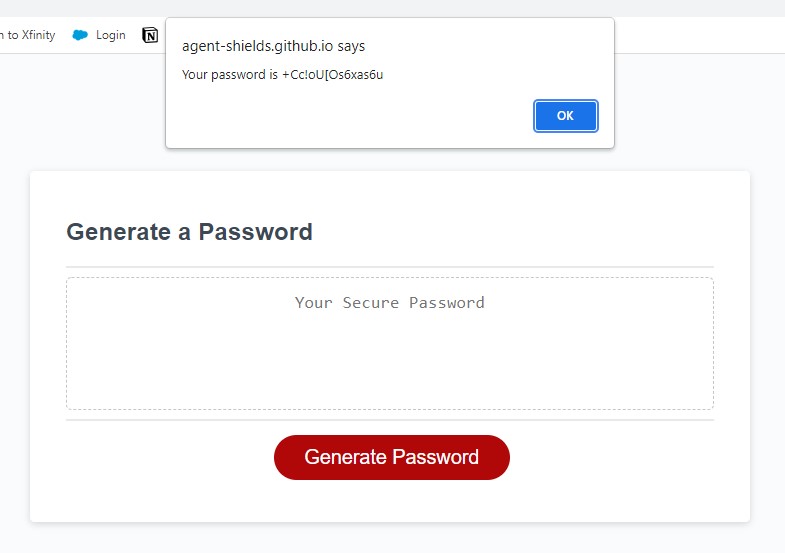 n to Xfinity Login
agent-shields.github.io says
Your password is +Cc!oU[Os6xas6u
OK
Generate a Password
Your Secure Password
Generate Password